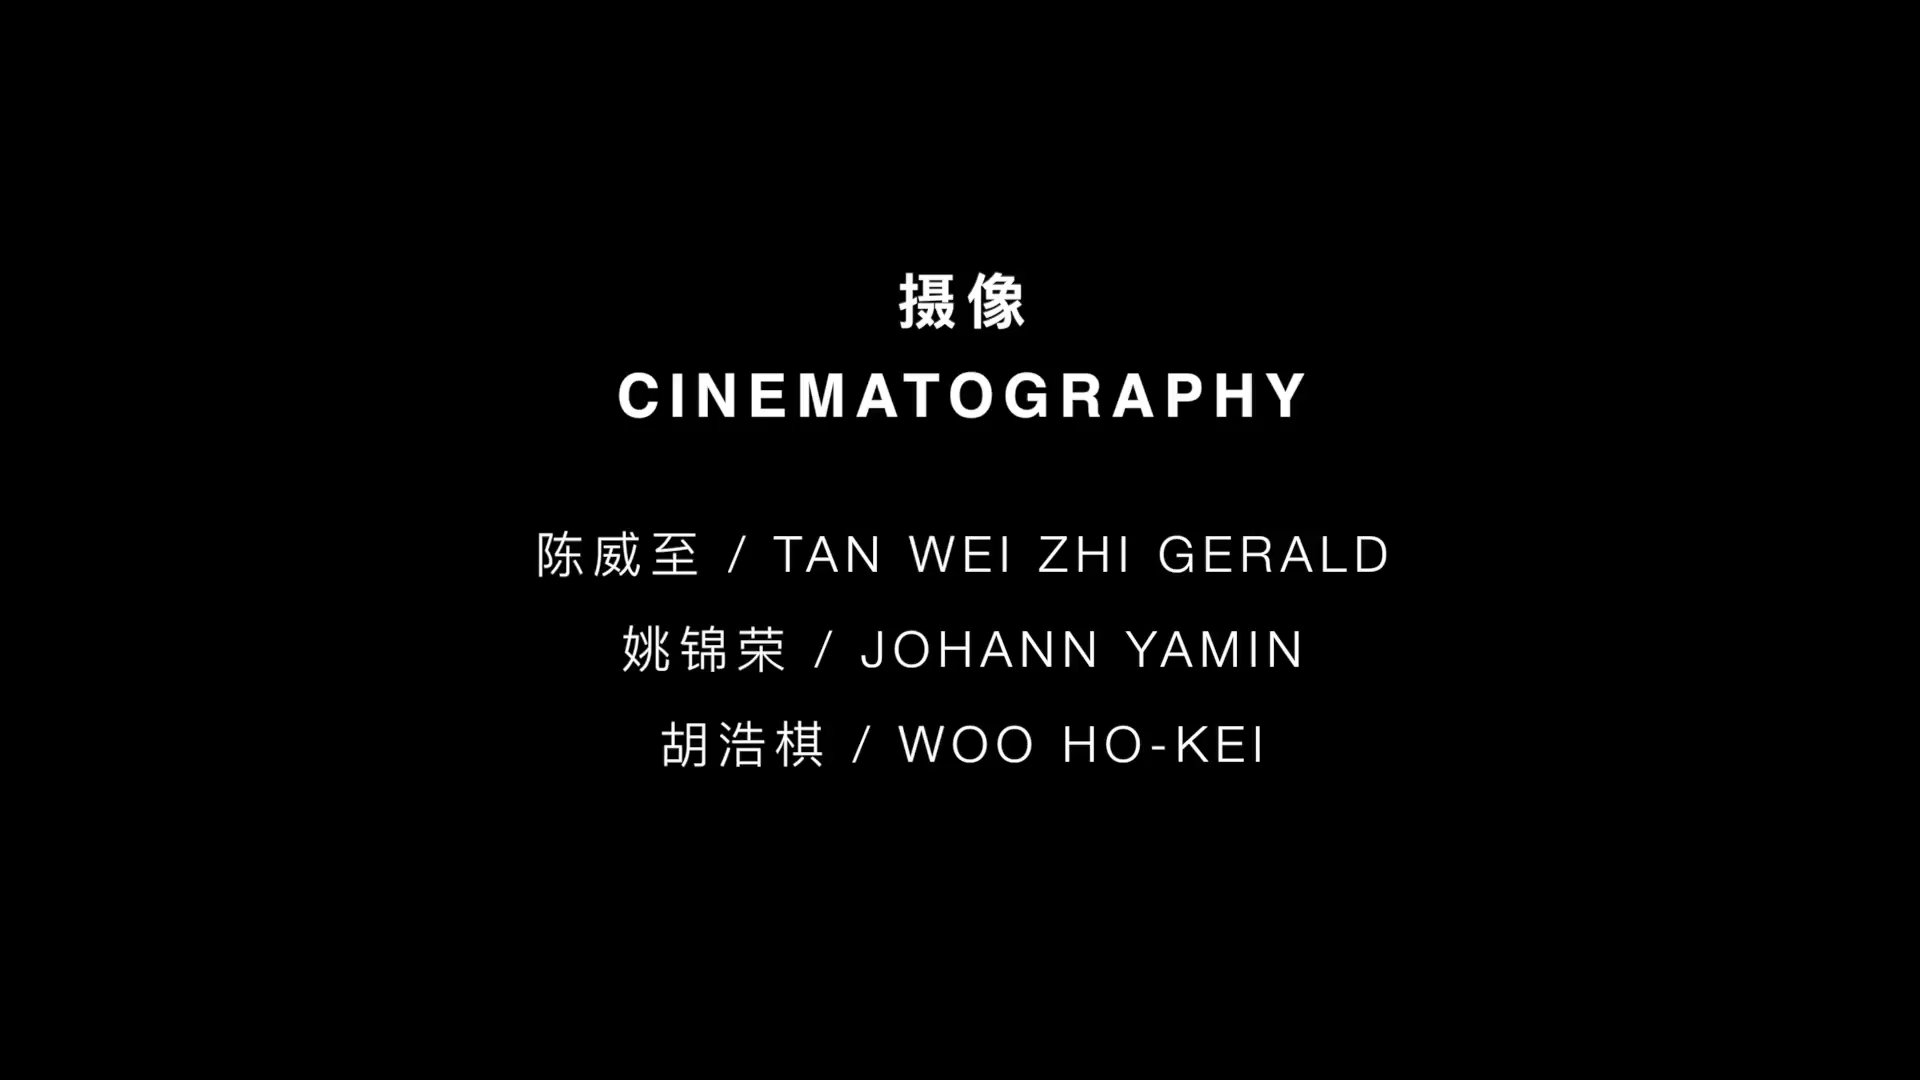 摄像
CINEMATOGRAPHY
陈威至 / TAN WEI ZHI GERALD
姚锦荣 / JOHANN YAMIN
胡浩棋 / WOO HO-KEI